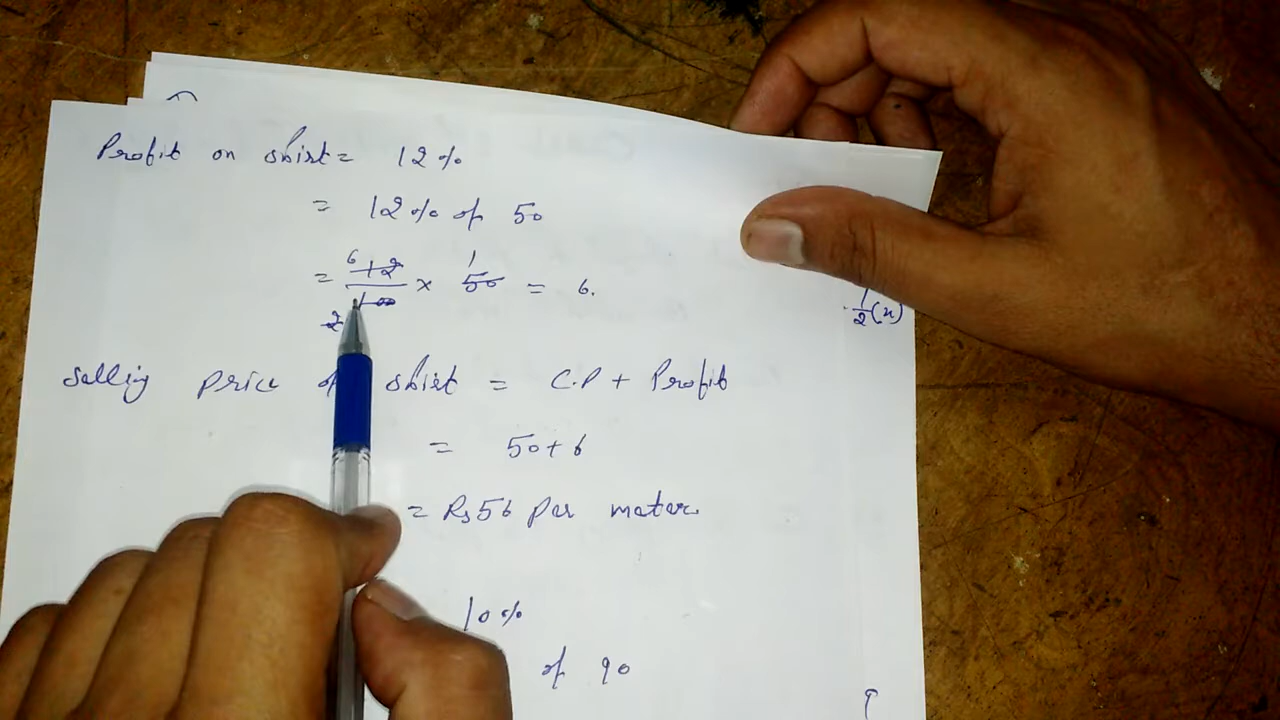 Profit on shirt = 12%
= 12% of 50
= 6 12/100 2 × 1 50 = 6.
1/2 (x)
Selling price of shirt = C.P + Profit
= 50 + 6
= Rs 56 per meter.
10%
of 90